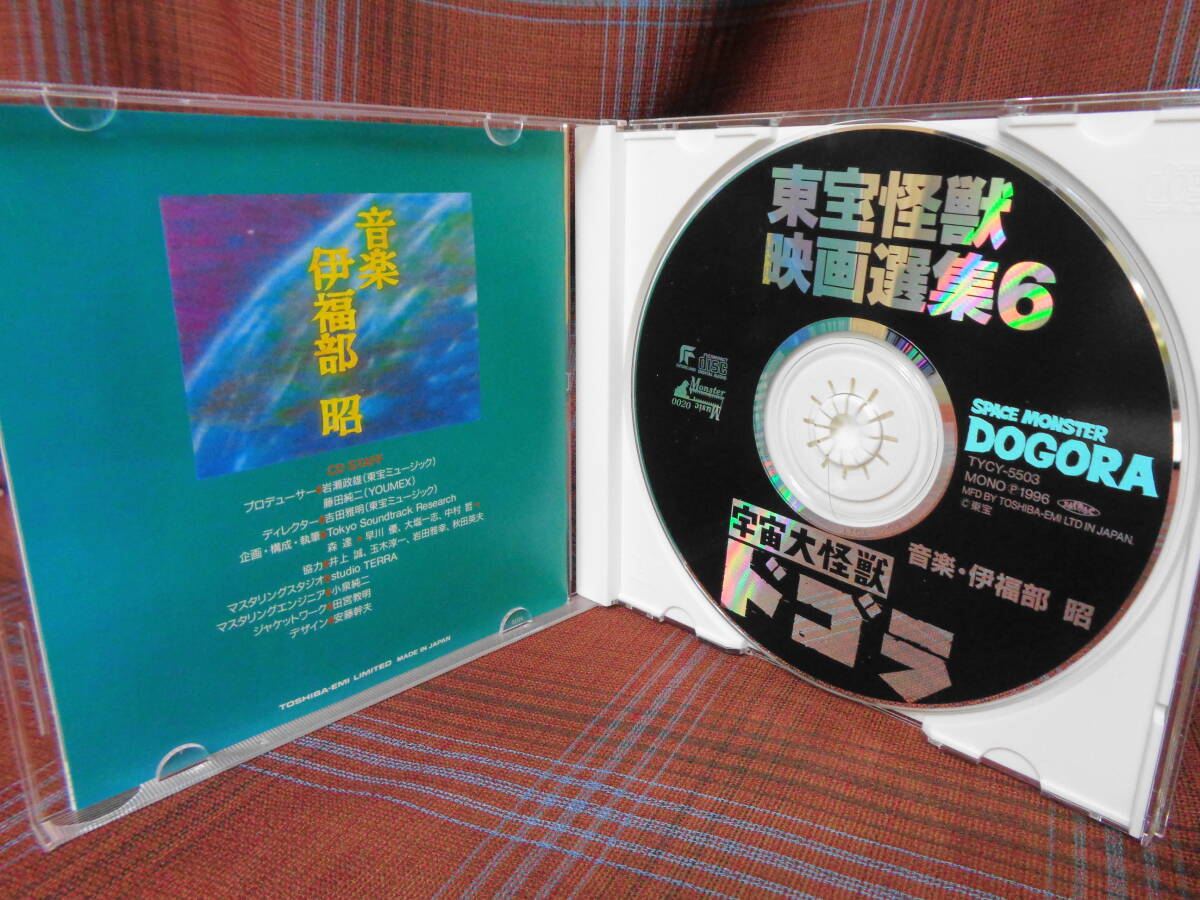 音楽
伊福部 昭
CD STAFF
プロデューサー●岩瀬政雄(東宝ミュージック)
藤田純二(YOUMEX)
ディレクター●吉田雅明(東宝ミュージック)
企画・構成・執筆●Tokyo Soundtrack Research
森 達●早川 優、大塩一志、中村 哲●
協力●井上 誠、玉木淳一、岩田雅幸、秋田英夫
マスタリングスタジオ●studio TERRA
マスタリングエンジニア●小泉純二
ジャケットワーク●田宮教明
デザイン●安藤幹夫
TOSHIBA-EMI LIMITED MADE IN JAPAN
東宝怪獣
映画選集6
COMPACT
disc
DIGITAL AUDIO
Monster
Music
0020
SPACE MONSTER
DOGORA
TYCY-5503
MONO Ⓟ1996
MFD BY TOSHIBA-EMI LTD IN JAPAN.
©東宝
宇宙大怪獣
ドゴラ
音楽・伊福部 昭